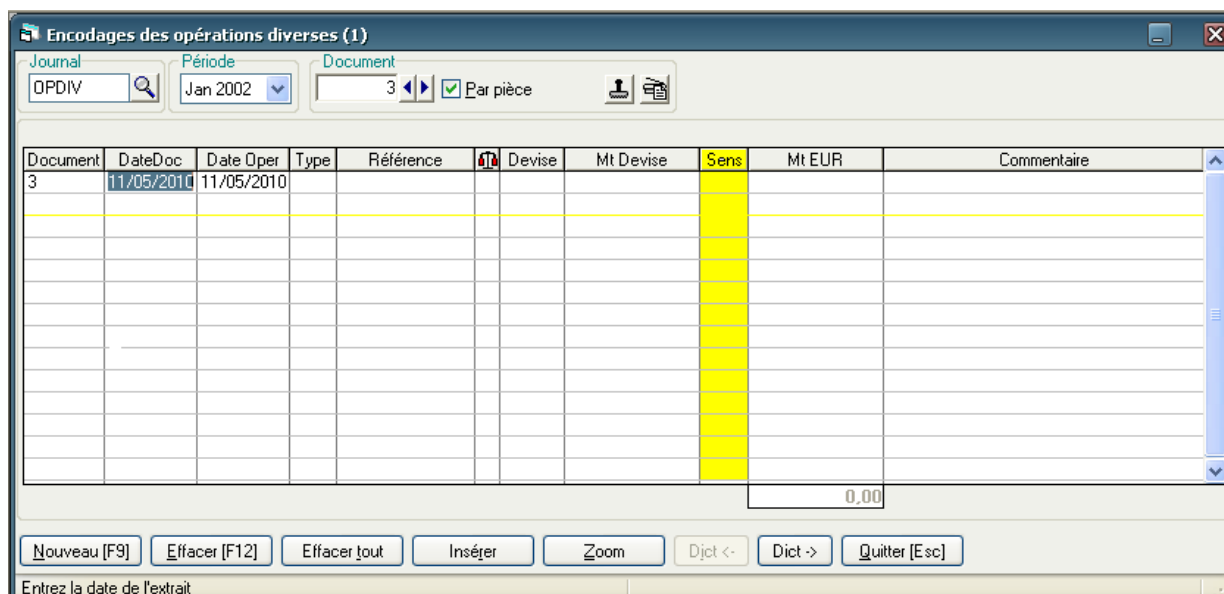 Encodages des opérations diverses (1)
Journal Période Document
OPDIV Jan 2002 3 Par pièce
Document DateDoc Date Oper Type Référence Devise Mt Devise Sens Mt EUR Commentaire
3 11/05/2010 11/05/2010
0,00
Nouveau [F9] Effacer [F12] Effacer tout Insérer Zoom Dict <- Dict -> Quitter [Esc]
Entrez la date de l'extrait